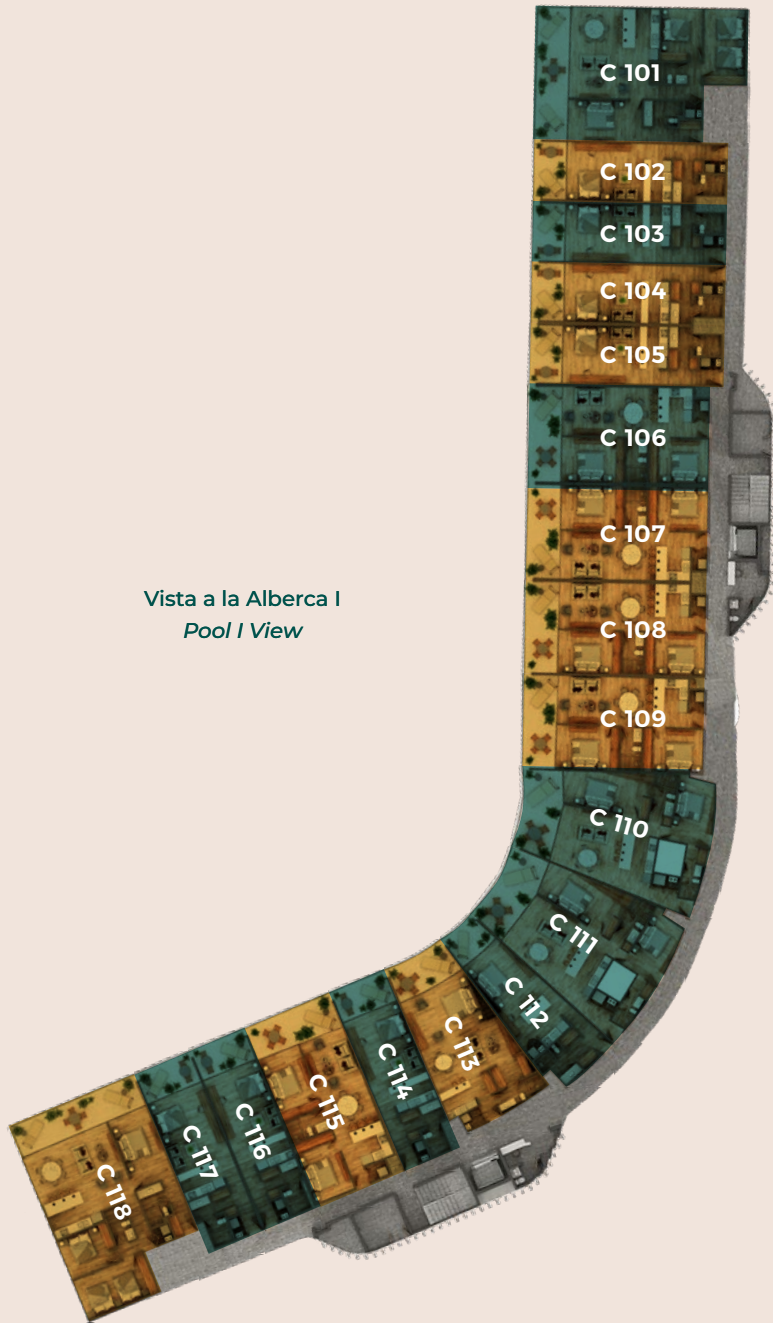 C 101
C 102
C 103
C 104
C 105
C 106
C 107
C 108
C 109
Vista a la Alberca I
Pool I View
C 110
C 111
C 112
C 113
C 114
C 115
C 116
C 117
C 118